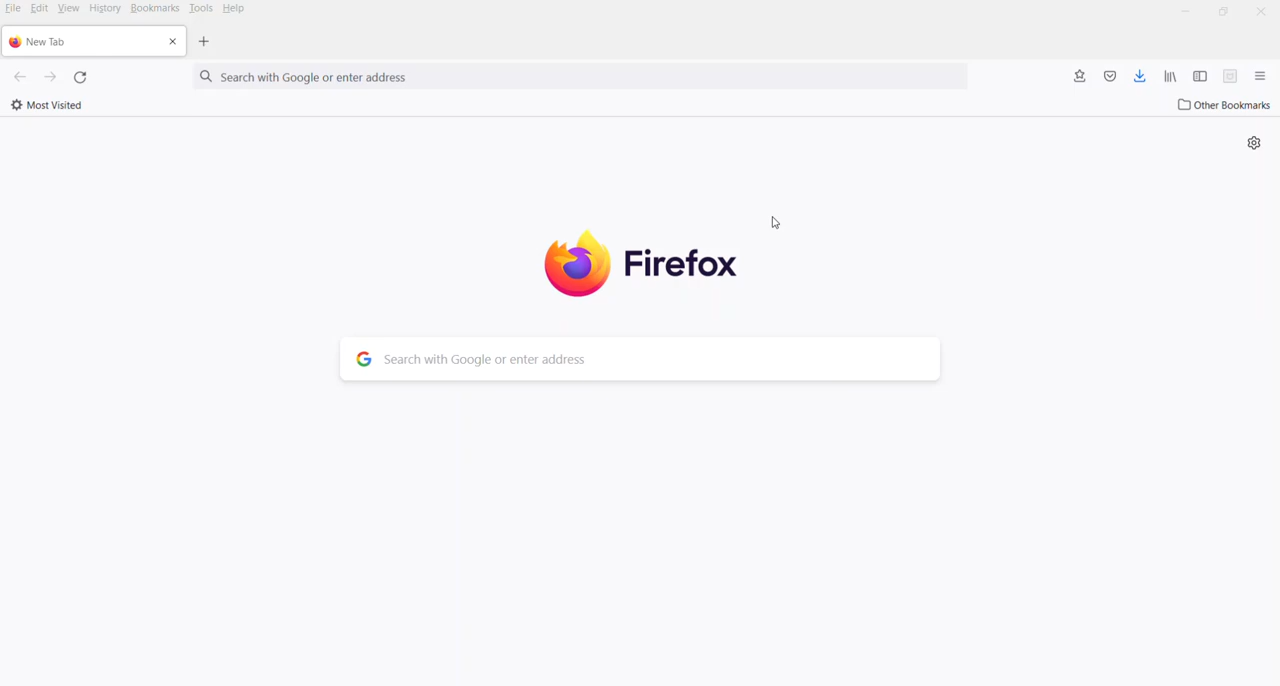 File Edit View History Bookmarks Tools Help
New Tab
Search with Google or enter address
Most Visited
Other Bookmarks
Firefox
Search with Google or enter address